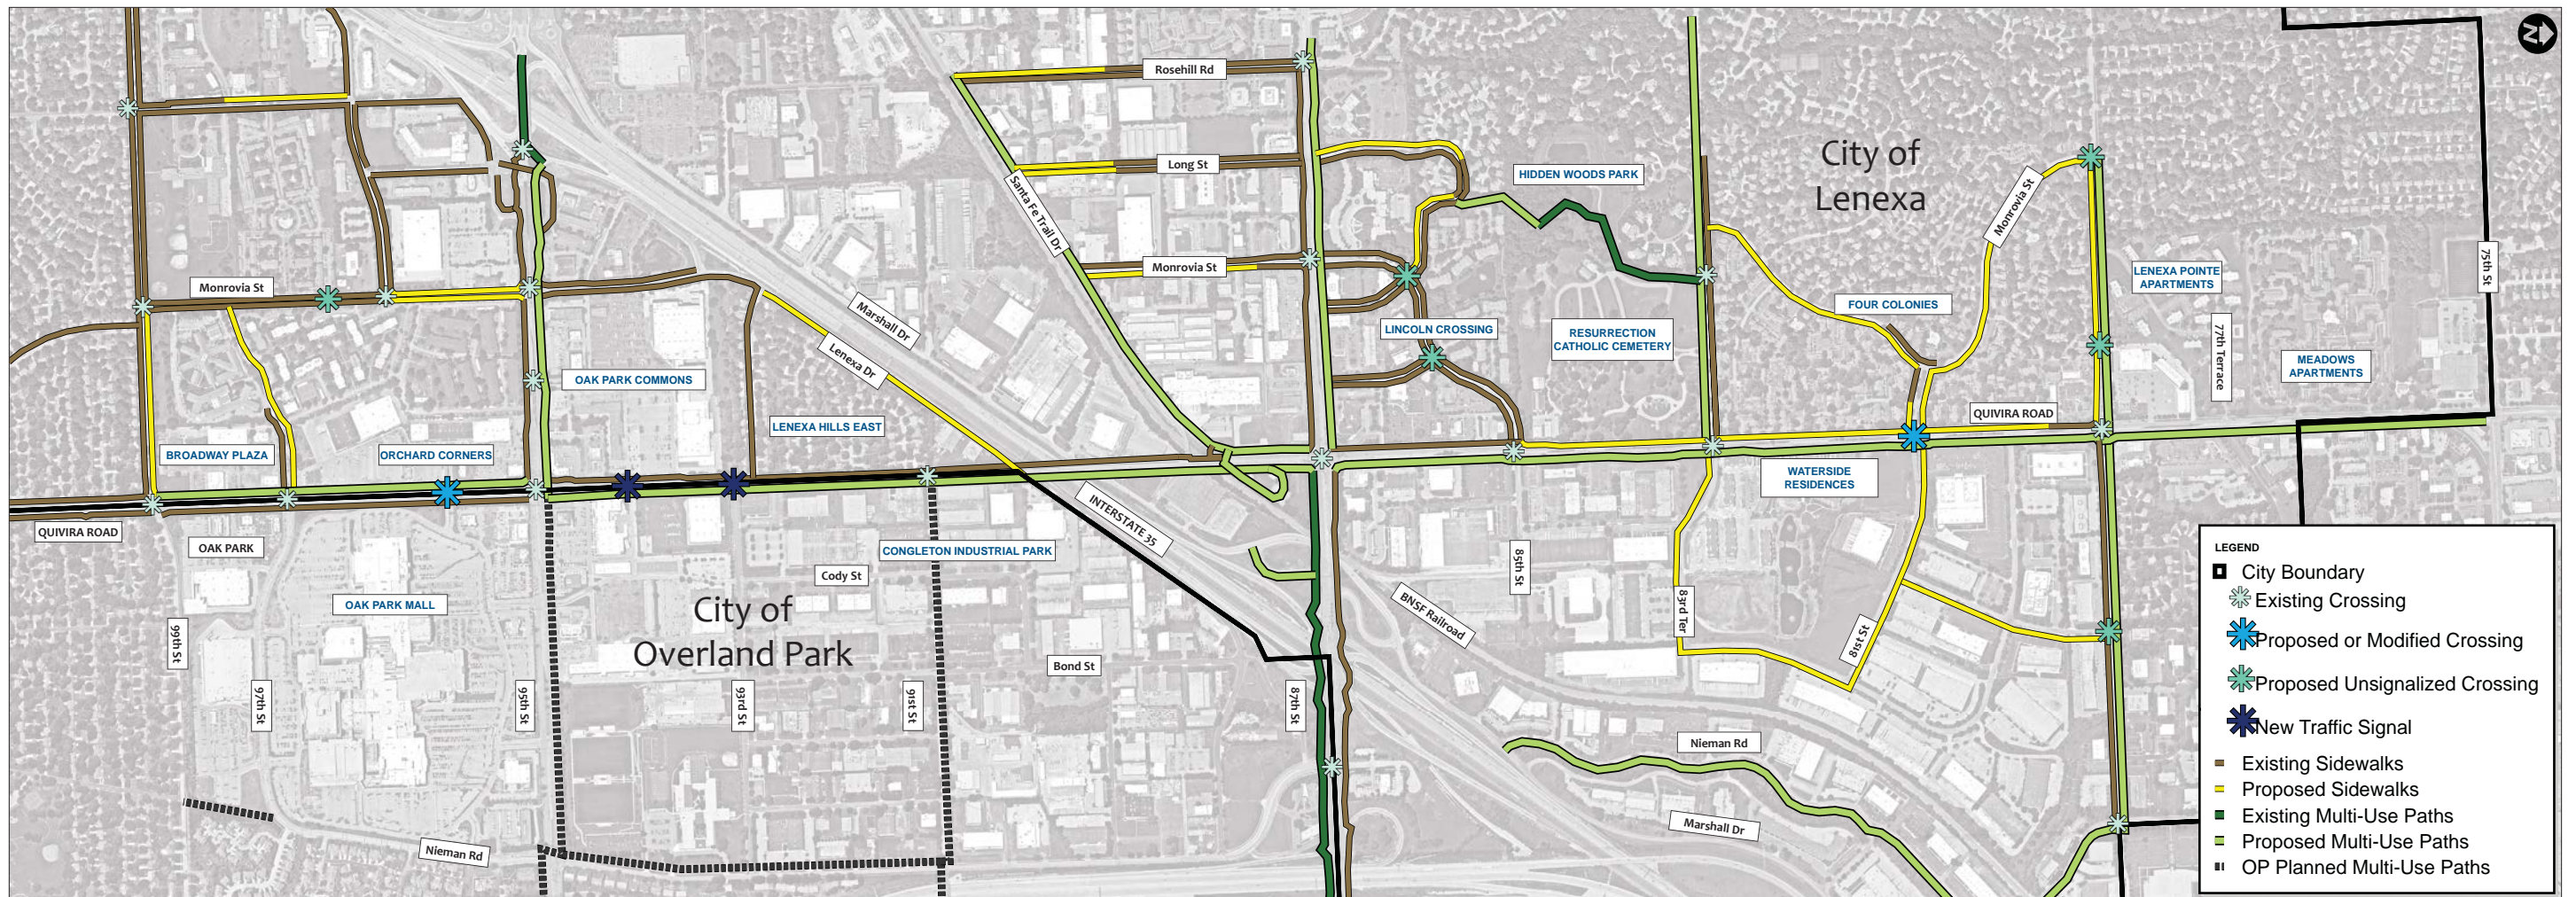 N
Rosehill Rd
Long St
Santa Fe Trail Dr
HIDDEN WOODS PARK
City of
Lenexa
Monrovia St
75th St
Monrovia St
Monrovia St
LENEXA POINTE
APARTMENTS
Marshall Dr
Lenexa Dr
LINCOLN CROSSING
RESURRECTION
CATHOLIC CEMETERY
FOUR COLONIES
77th Terrace
MEADOWS
APARTMENTS
OAK PARK COMMONS
QUIVIRA ROAD
LENEXA HILLS EAST
BROADWAY PLAZA
ORCHARD CORNERS
WATERSIDE
RESIDENCES
QUIVIRA ROAD
INTERSTATE 35
OAK PARK
CONGLETON INDUSTRIAL PARK
85th St
Cody St
OAK PARK MALL
City of
Overland Park
BNSF Railroad
83rd Ter
81st St
99th St
Bond St
97th St
95th St
93rd St
91st St
87th St
Nieman Rd
Marshall Dr
Nieman Rd
LEGEND
City Boundary
Existing Crossing
Proposed or Modified Crossing
Proposed Unsignalized Crossing
New Traffic Signal
Existing Sidewalks
Proposed Sidewalks
Existing Multi-Use Paths
Proposed Multi-Use Paths
OP Planned Multi-Use Paths